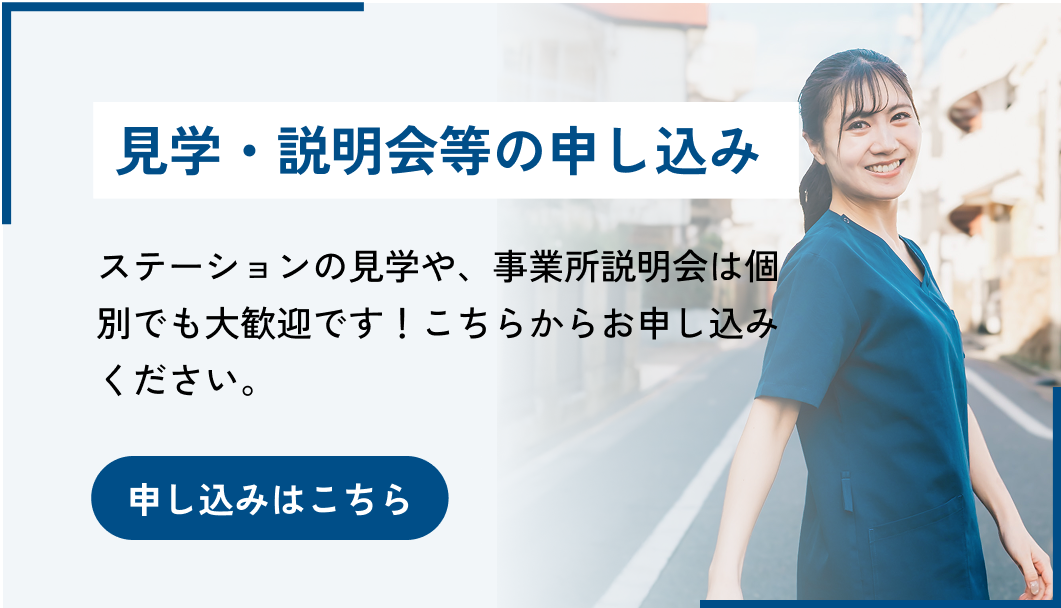 見学・説明会等の申し込み
ステーションの見学や、事業所説明会は個
別でも大歓迎です！こちらからお申し込み
ください。
申し込みはこちら